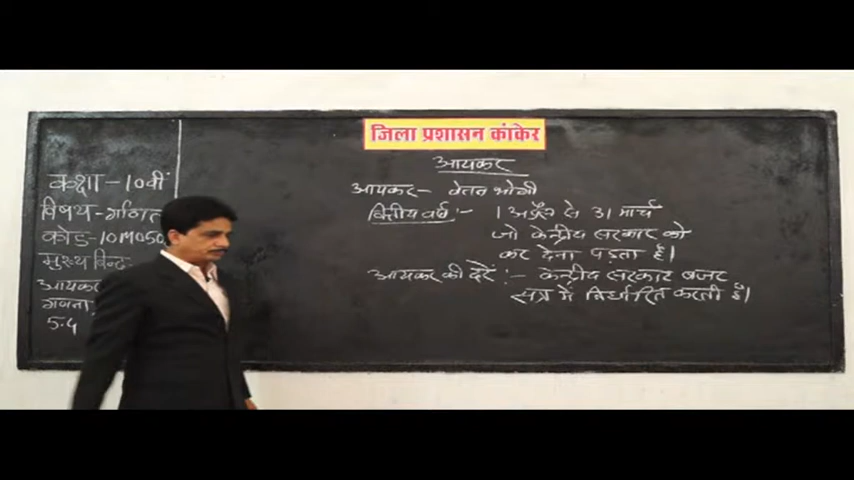 जिला प्रशासन कांकेर
कक्षा - 10वीं
विषय - गणित
कोड - 10M050
मुख्य बिन्दु
आयकर
गणना
5.4
आयकर
आयकर - वेतन भोगी
वित्तीय वर्ष :- 1 अप्रैल से 31 मार्च
जो केन्द्रीय सरकार को
कर देना पड़ता है।
आयकर की दरें :- केन्द्रीय सरकार बजट
सत्र में निर्धारित करती है।